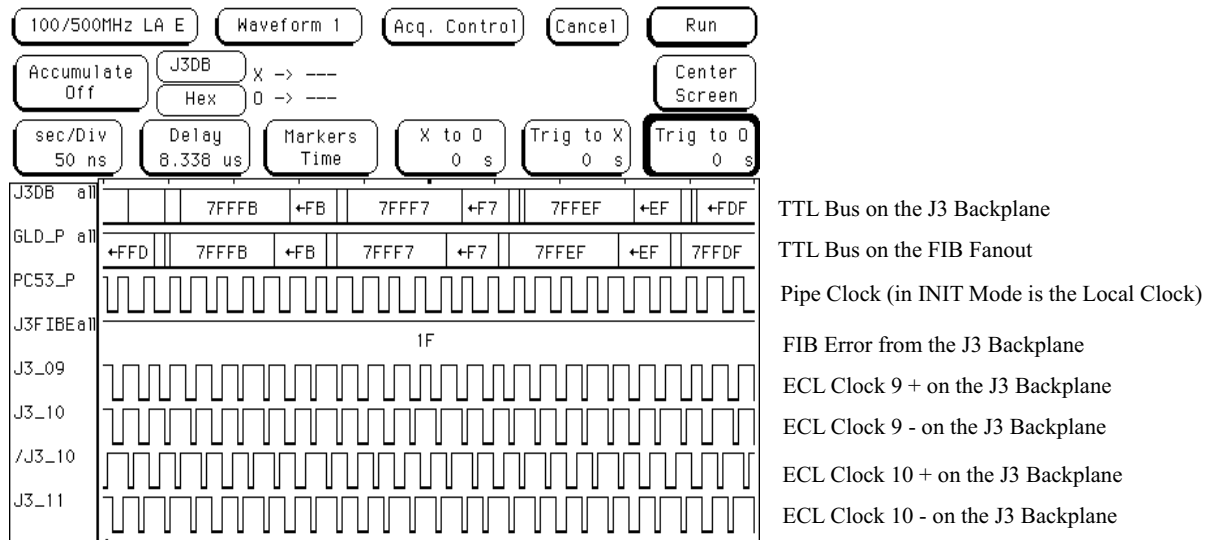 100/500MHz LA E Waveform 1 Acq. Control Cancel Run
Accumulate Off J3DB Hex X -> --- O -> --- Center Screen
sec/Div 50 ns Delay 8.338 us Markers Time X to O 0 s Trig to X 0 s Trig to O 0 s
J3DB all 7FFFB ←FB 7FFF7 ←F7 7FFEF ←EF ←FDF TTL Bus on the J3 Backplane
GLD_P all ←FFD 7FFFB ←FB 7FFF7 ←F7 7FFEF ←EF 7FFDF TTL Bus on the FIB Fanout
PC53_P Pipe Clock (in INIT Mode is the Local Clock)
J3FIBEall 1F FIB Error from the J3 Backplane
J3_09 ECL Clock 9 + on the J3 Backplane
J3_10 ECL Clock 9 - on the J3 Backplane
/J3_10 ECL Clock 10 + on the J3 Backplane
J3_11 ECL Clock 10 - on the J3 Backplane